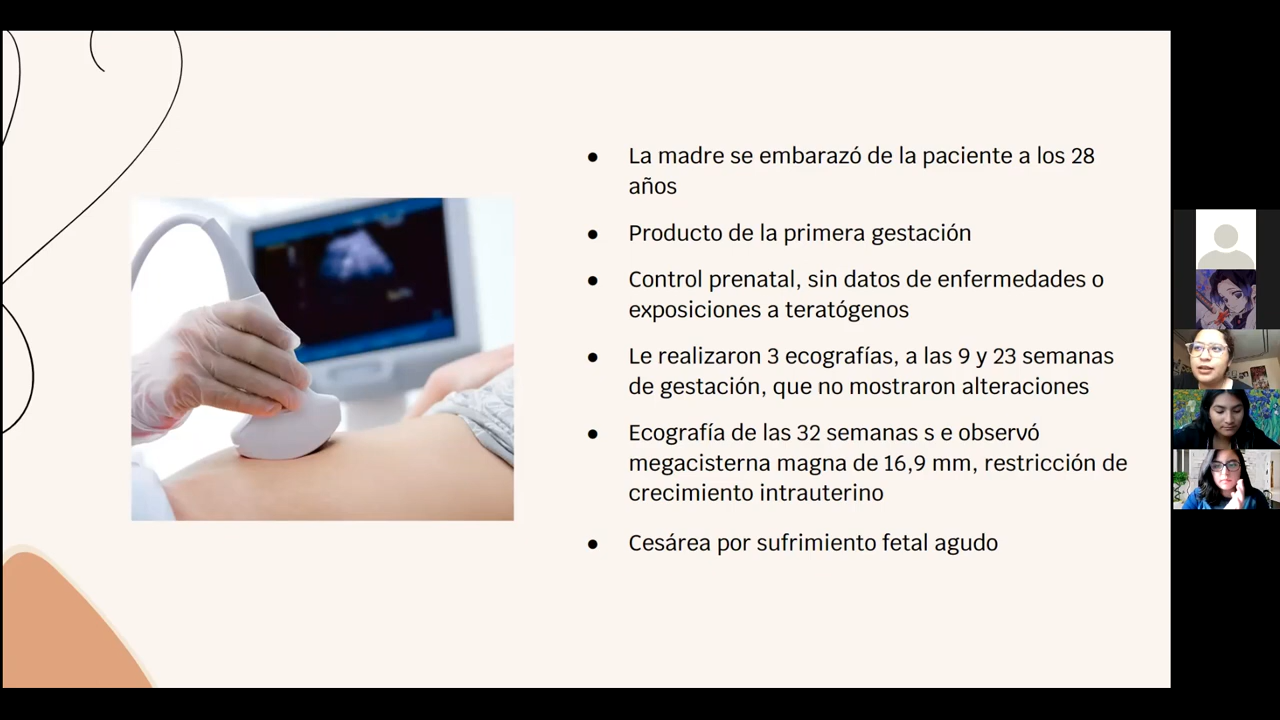 ● La madre se embarazó de la paciente a los 28
años
● Producto de la primera gestación
● Control prenatal, sin datos de enfermedades o
exposiciones a teratógenos
● Le realizaron 3 ecografías, a las 9 y 23 semanas
de gestación, que no mostraron alteraciones
● Ecografía de las 32 semanas s e observó
megacisterna magna de 16,9 mm, restricción de
crecimiento intrauterino
● Cesárea por sufrimiento fetal agudo